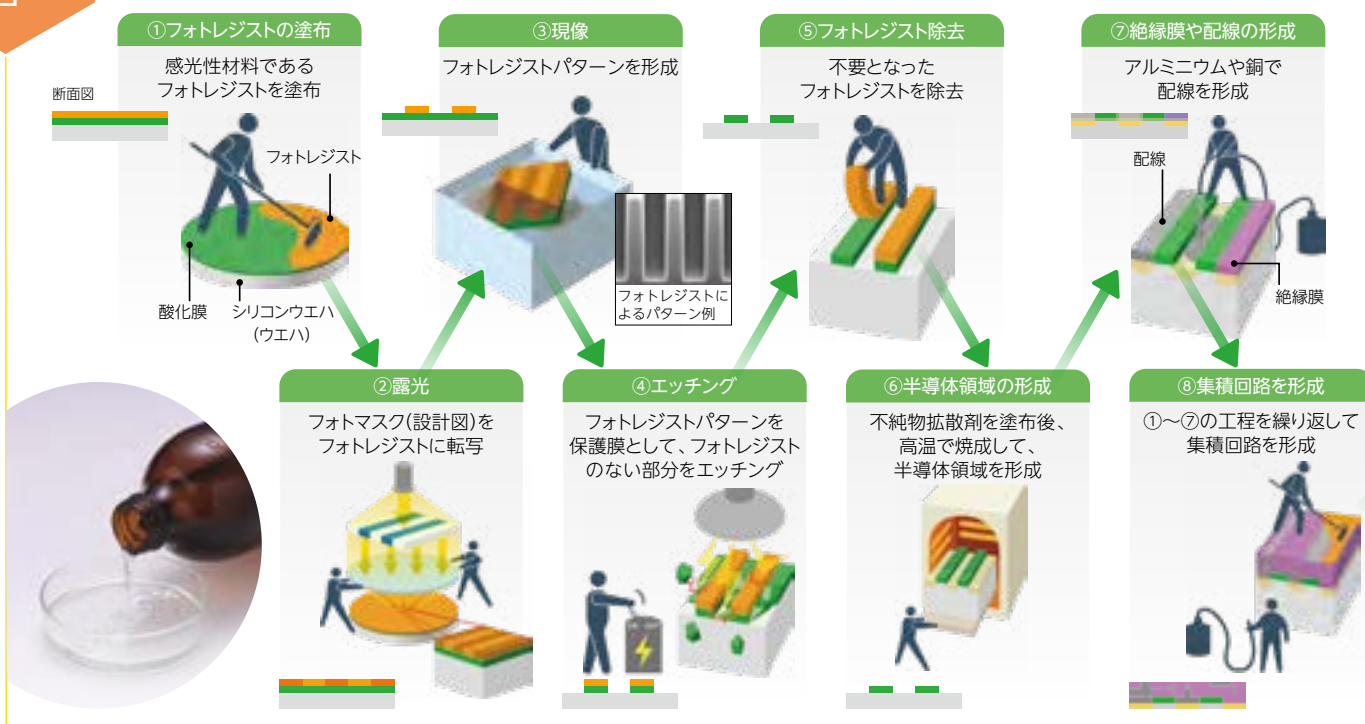 ①フォトレジストの塗布
感光性材料である
フォトレジストを塗布
断面図
フォトレジスト
酸化膜
シリコンウエハ
(ウエハ)
②露光
フォトマスク(設計図)を
フォトレジストに転写
③現像
フォトレジストパターンを形成
フォトレジストに
よるパターン例
④エッチング
フォトレジストパターンを
保護膜として、フォトレジスト
のない部分をエッチング
⑤フォトレジスト除去
不要となった
フォトレジストを除去
⑥半導体領域の形成
不純物拡散剤を塗布後、
高温で焼成して、
半導体領域を形成
⑦絶縁膜や配線の形成
アルミニウムや銅で
配線を形成
配線
絶縁膜
⑧集積回路を形成
①～⑦の工程を繰り返して
集積回路を形成